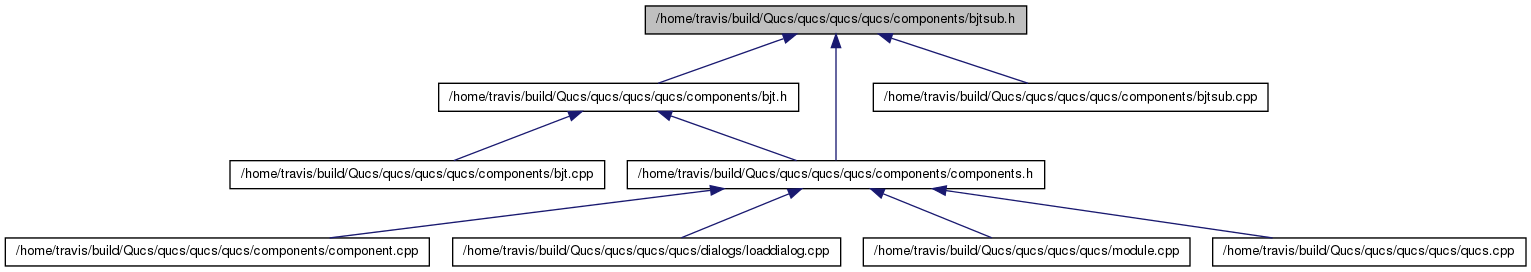 /home/travis/build/Qucs/qucs/qucs/qucs/components/bjtsub.h
/home/travis/build/Qucs/qucs/qucs/qucs/components/bjt.h
/home/travis/build/Qucs/qucs/qucs/qucs/components/bjtsub.cpp
/home/travis/build/Qucs/qucs/qucs/qucs/components/bjt.cpp
/home/travis/build/Qucs/qucs/qucs/qucs/components/components.h
/home/travis/build/Qucs/qucs/qucs/qucs/components/component.cpp
/home/travis/build/Qucs/qucs/qucs/qucs/dialogs/loaddialog.cpp
/home/travis/build/Qucs/qucs/qucs/qucs/module.cpp
/home/travis/build/Qucs/qucs/qucs/qucs/qucs.cpp